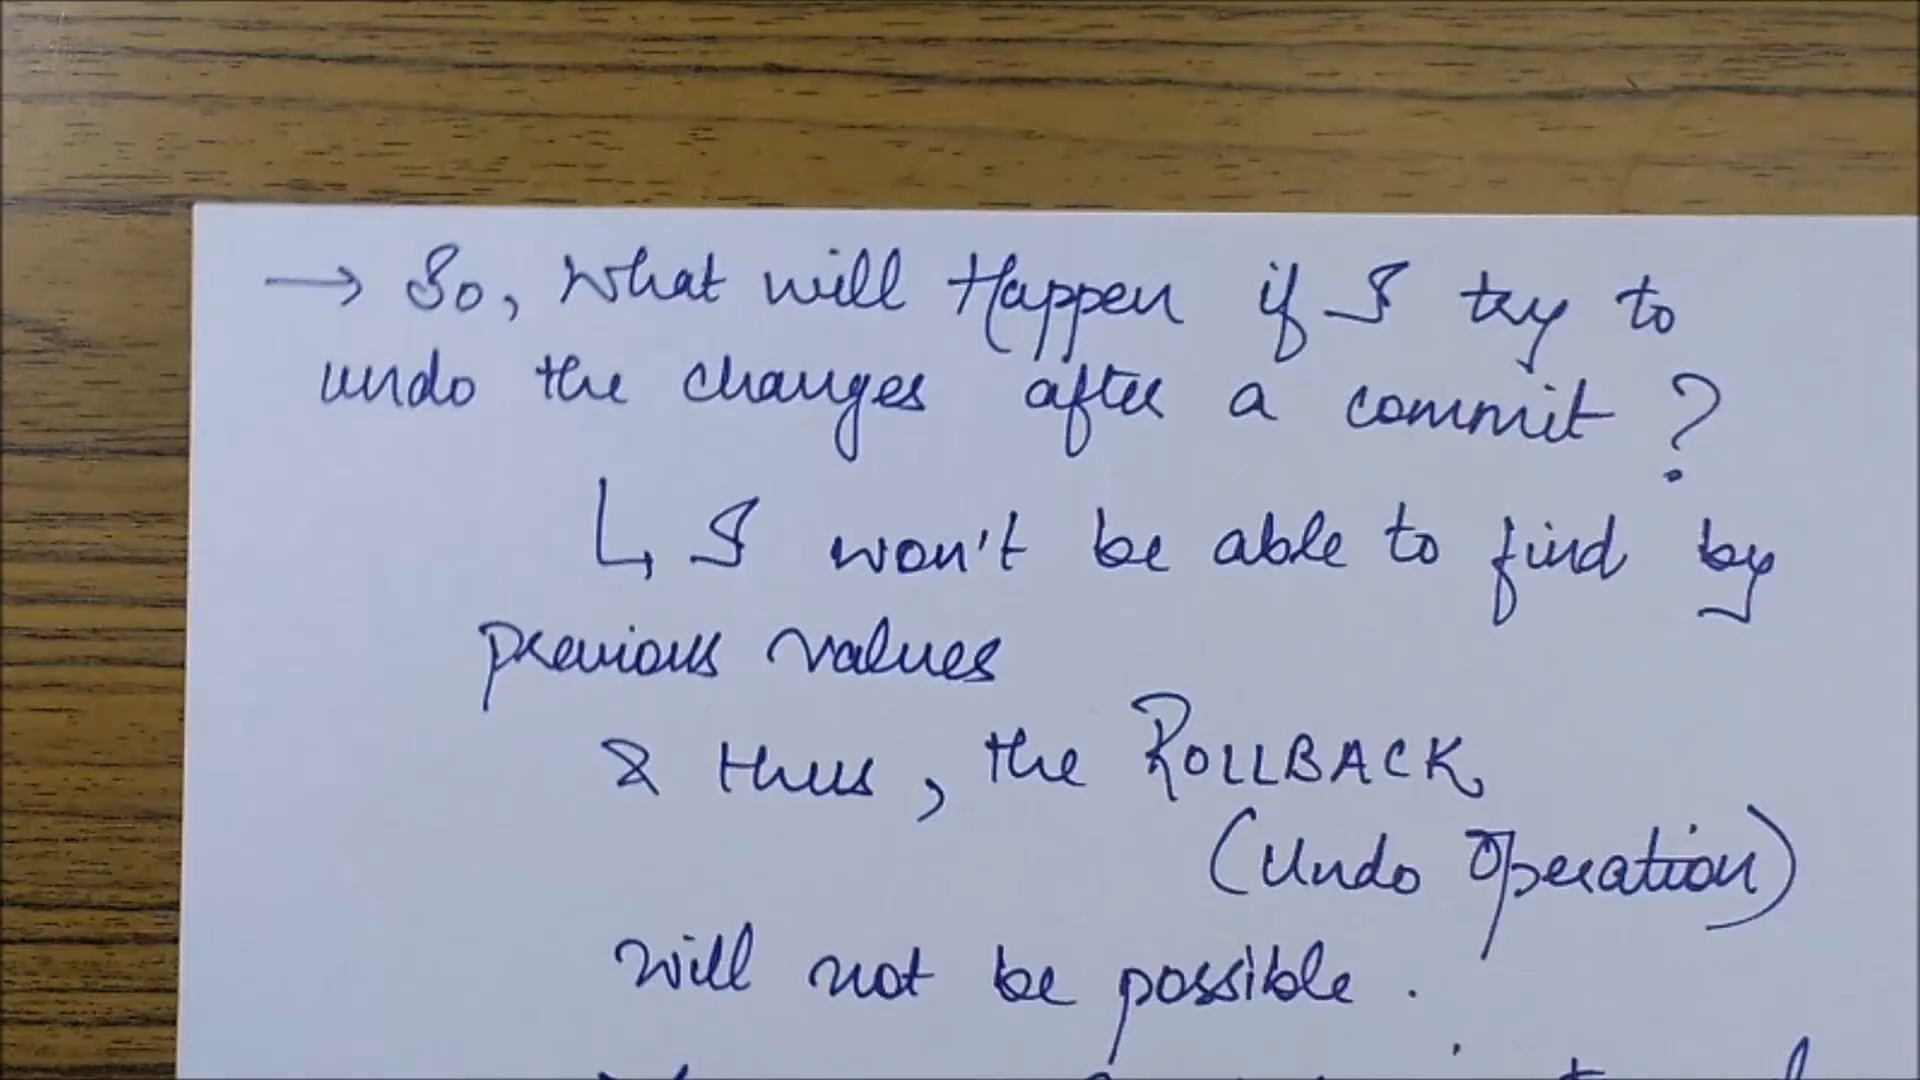 → So, What will Happen if I try to
undo the changes after a commit ?
↳ I won't be able to find by
previous values
& thus, the ROLLBACK
(Undo Operation)
will not be possible.